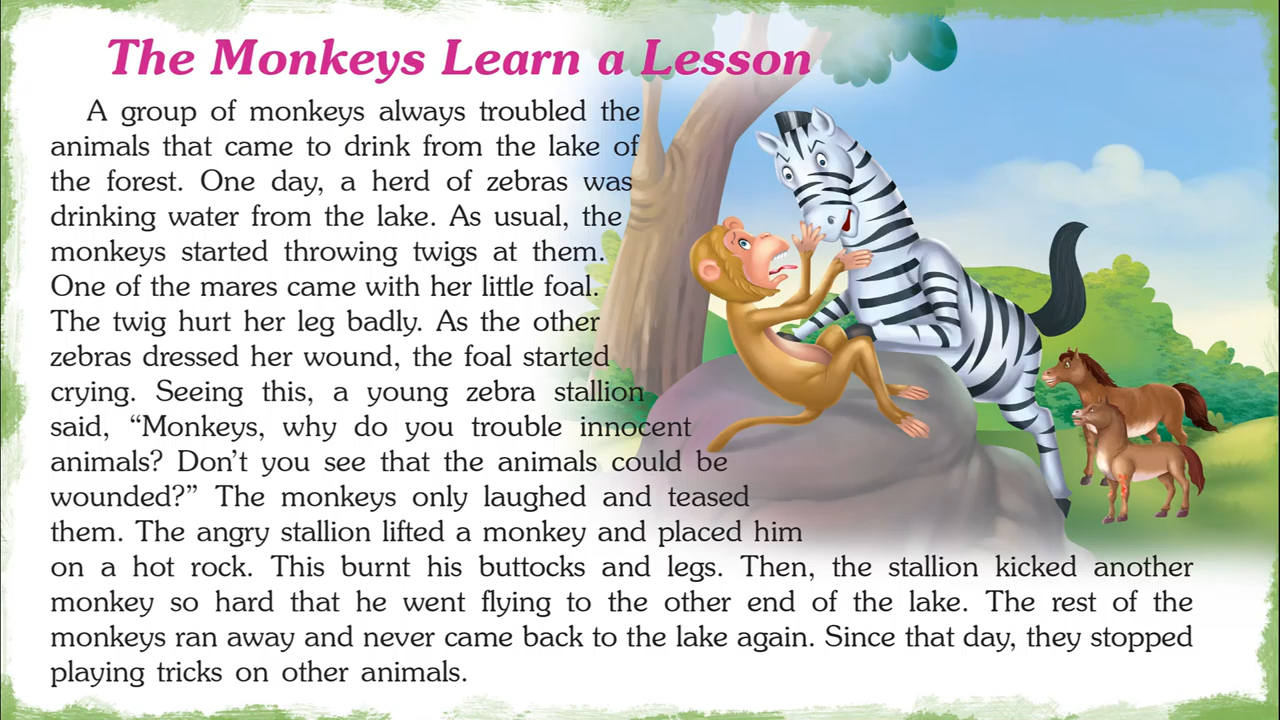 The Monkeys Learn a Lesson
A group of monkeys always troubled the
animals that came to drink from the lake of
the forest. One day, a herd of zebras was
drinking water from the lake. As usual, the
monkeys started throwing twigs at them.
One of the mares came with her little foal.
The twig hurt her leg badly. As the other
zebras dressed her wound, the foal started
crying. Seeing this, a young zebra stallion
said, “Monkeys, why do you trouble innocent
animals? Don’t you see that the animals could be
wounded?” The monkeys only laughed and teased
them. The angry stallion lifted a monkey and placed him
on a hot rock. This burnt his buttocks and legs. Then, the stallion kicked another
monkey so hard that he went flying to the other end of the lake. The rest of the
monkeys ran away and never came back to the lake again. Since that day, they stopped
playing tricks on other animals.